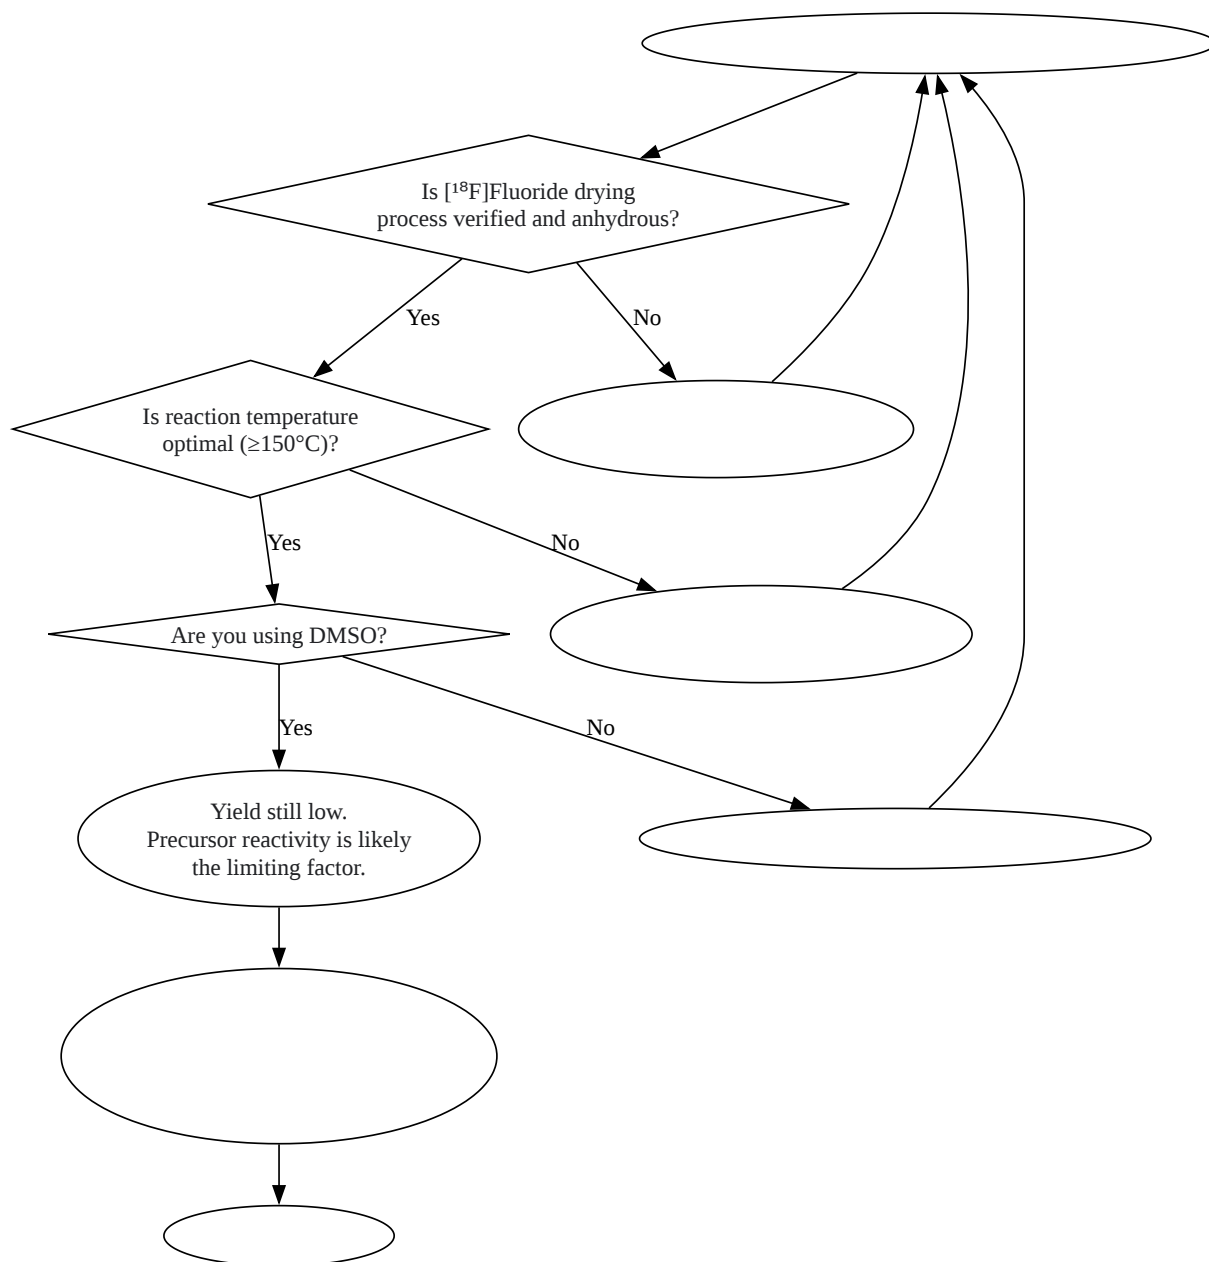 Is [¹⁸F]Fluoride drying
process verified and anhydrous?
Yes
No
Is reaction temperature
optimal (≥150°C)?
Yes
No
Are you using DMSO?
Yes
No
Yield still low.
Precursor reactivity is likely
the limiting factor.